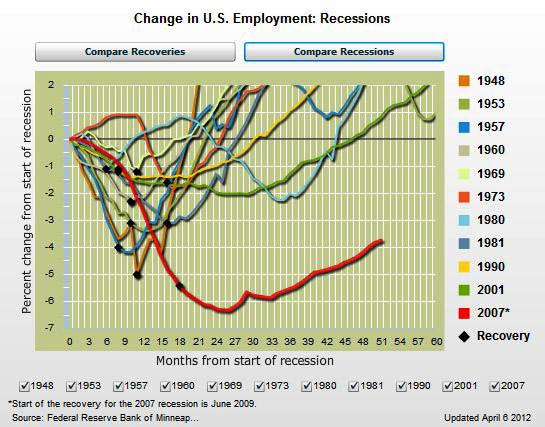 Change in U.S. Employment: Recessions
Compare Recoveries
Compare Recessions
Percent change from start of recession
2
1
0
-1
-2
-3
-4
-5
-6
-7
0 3 6 9 12 15 18 21 24 27 30 33 36 39 42 45 48 51 54 57 60
Months from start of recession
1948
1953
1957
1960
1969
1973
1980
1981
1990
2001
2007*
Recovery
1948 1953 1957 1960 1969 1973 1980 1981 1990 2001 2007
*Start of the recovery for the 2007 recession is June 2009.
Source: Federal Reserve Bank of Minneap... Updated April 6 2012